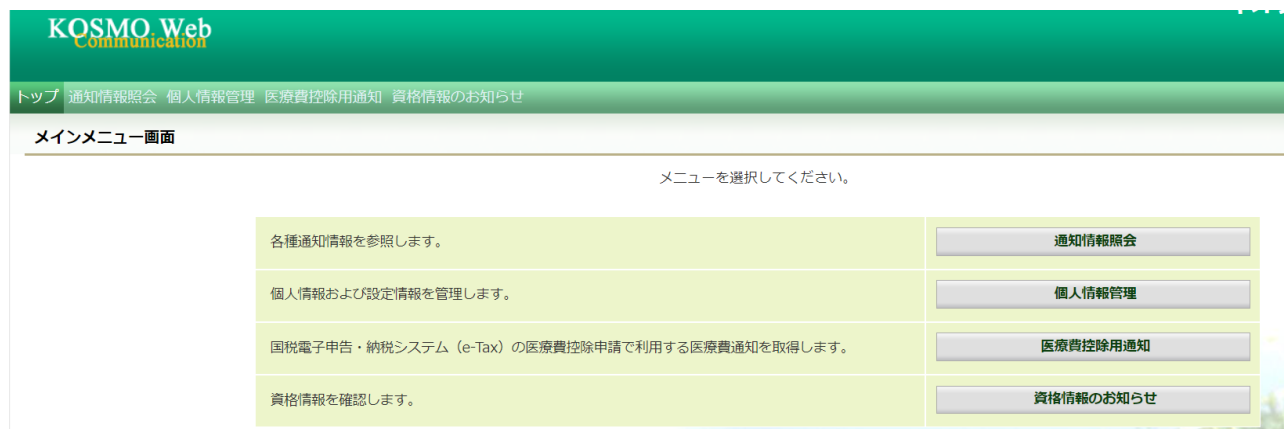 KOSMO Web
Communication
トップ 通知情報照会 個人情報管理 医療費控除用通知 資格情報のお知らせ
メインメニュー画面
メニューを選択してください。
各種通知情報を参照します。 通知情報照会
個人情報および設定情報を管理します。 個人情報管理
国税電子申告・納税システム（e-Tax）の医療費控除申請で利用する医療費通知を取得します。 医療費控除用通知
資格情報を確認します。 資格情報のお知らせ